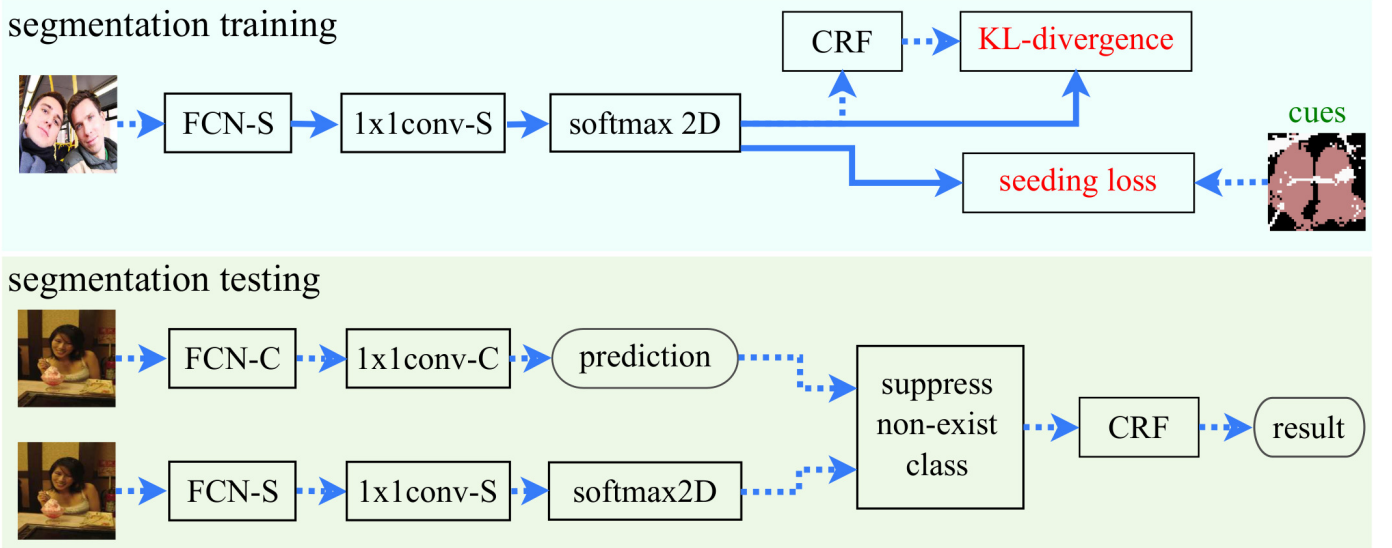 segmentation training
CRF
KL-divergence
FCN-S
1x1conv-S
softmax 2D
cues
seeding loss
segmentation testing
FCN-C
1x1conv-C
prediction
suppress
non-exist
class
CRF
result
FCN-S
1x1conv-S
softmax2D